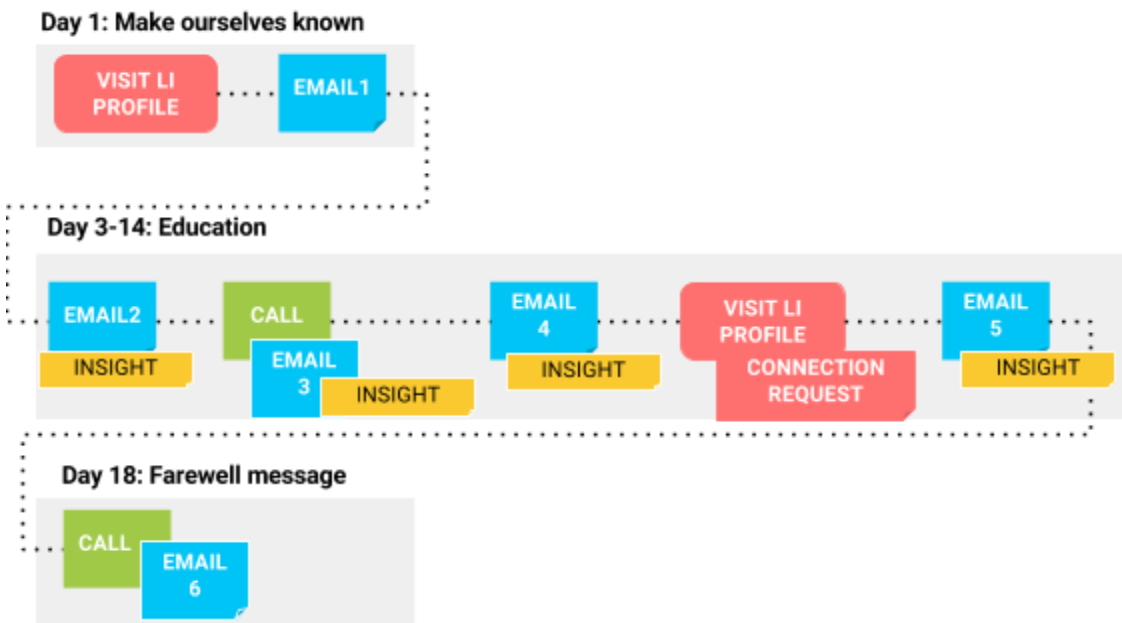 Day 1: Make ourselves known
VISIT LI
PROFILE
EMAIL1
Day 3-14: Education
EMAIL2
INSIGHT
CALL
EMAIL
3
INSIGHT
EMAIL
4
INSIGHT
VISIT LI
PROFILE
CONNECTION
REQUEST
EMAIL
5
INSIGHT
Day 18: Farewell message
CALL
EMAIL
6